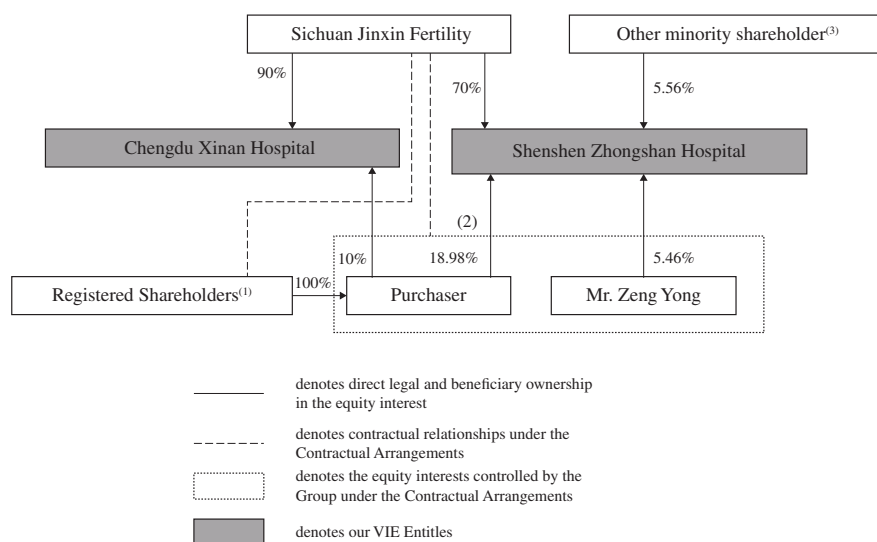 Sichuan Jinxin Fertility
Other minority shareholder(3)
90%
70%
5.56%
Chengdu Xinan Hospital
Shenshen Zhongshan Hospital
(2)
10%
18.98%
5.46%
100%
Registered Shareholders(1)
Purchaser
Mr. Zeng Yong
denotes direct legal and beneficiary ownership
in the equity interest
denotes contractual relationships under the
Contractual Arrangements
denotes the equity interests controlled by the
Group under the Contractual Arrangements
denotes our VIE Entitles